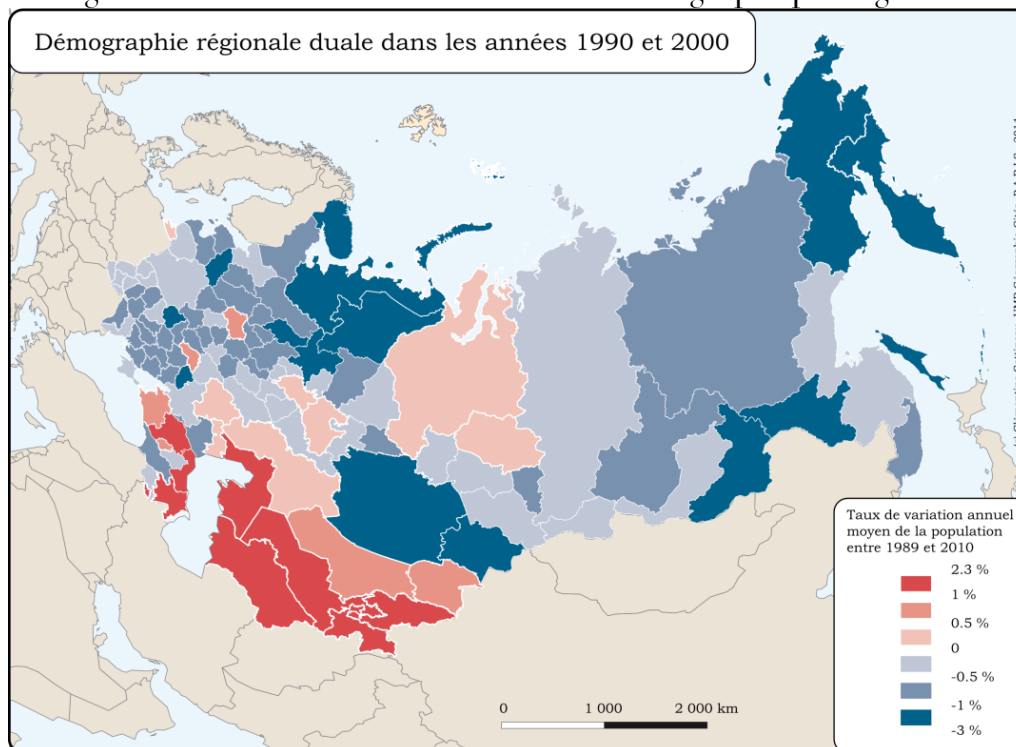 Démographie régionale duale dans les années 1990 et 2000
Taux de variation annuel
moyen de la population
entre 1989 et 2010
2.3 %
1 %
0.5 %
0
-0.5 %
-1 %
-3 %
0 1 000 2 000 km